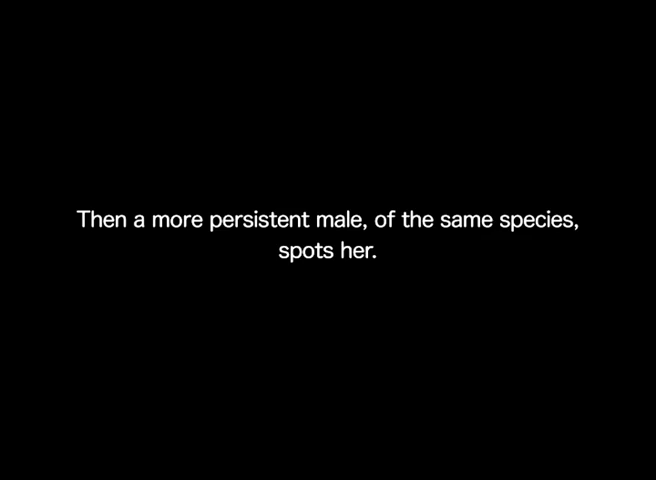 Then a more persistent male, of the same species,
spots her.